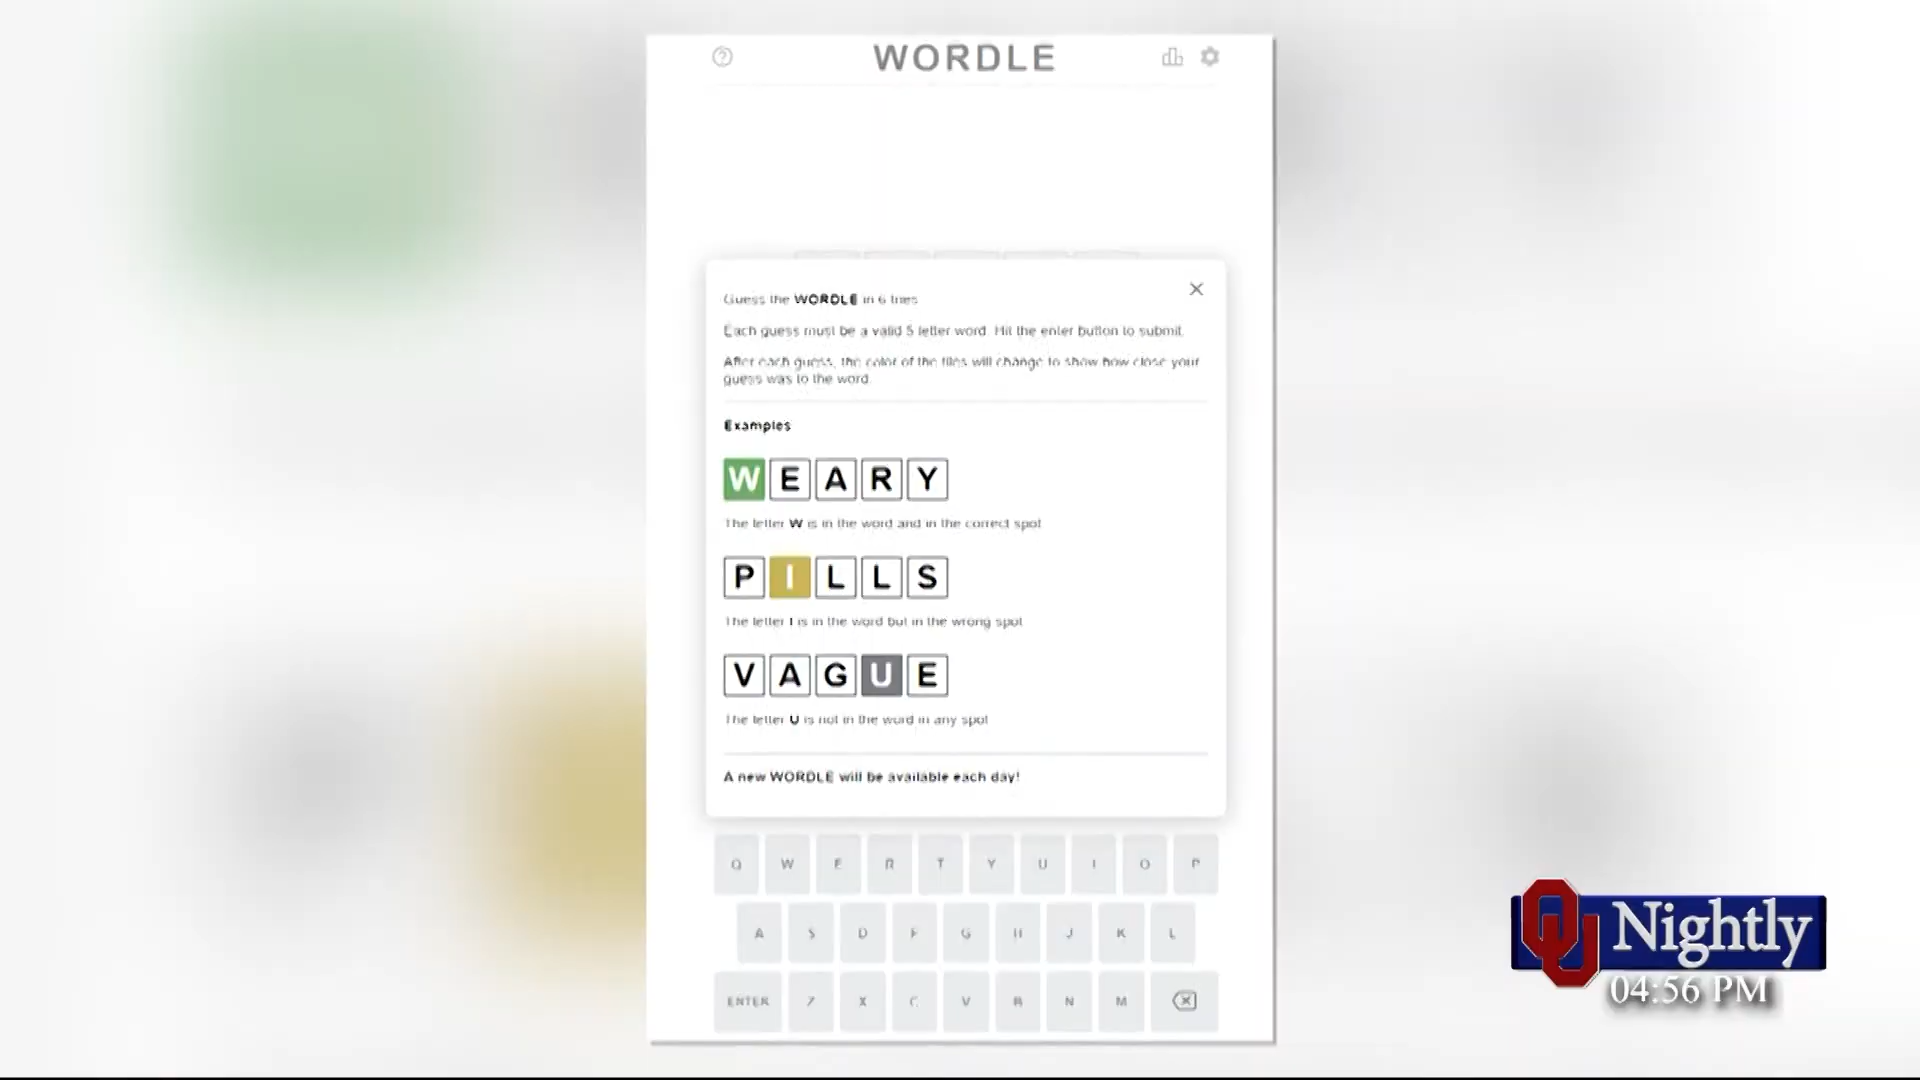 WORDLE
Guess the WORDLE in 6 tries
Each guess must be a valid 5 letter word. Hit the enter button to submit.
After each guess, the color of the tiles will change to show how close your
guess was to the word.
Examples
WEARY
The letter W is in the word and in the correct spot
PILLS
The letter I is in the word but in the wrong spot
VAGUE
The letter U is not in the word in any spot
A new WORDLE will be available each day!
Q W E R T Y U I O P
A S D F G H J K L
ENTER Z X C V B N M
OU Nightly
04:56 PM